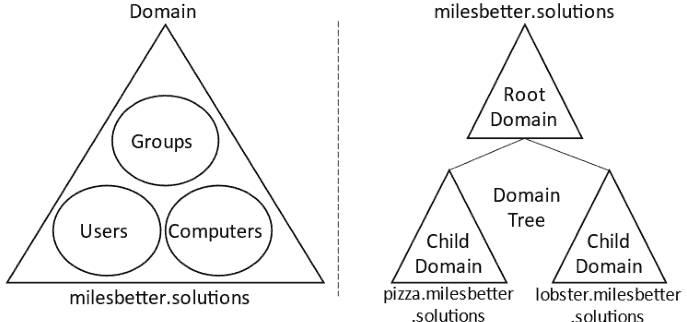 Domain
Groups
Users
Computers
milesbetter.solutions
milesbetter.solutions
Root
Domain
Domain
Tree
Child
Domain
Child
Domain
pizza.milesbetter
.solutions
lobster.milesbetter
.solutions